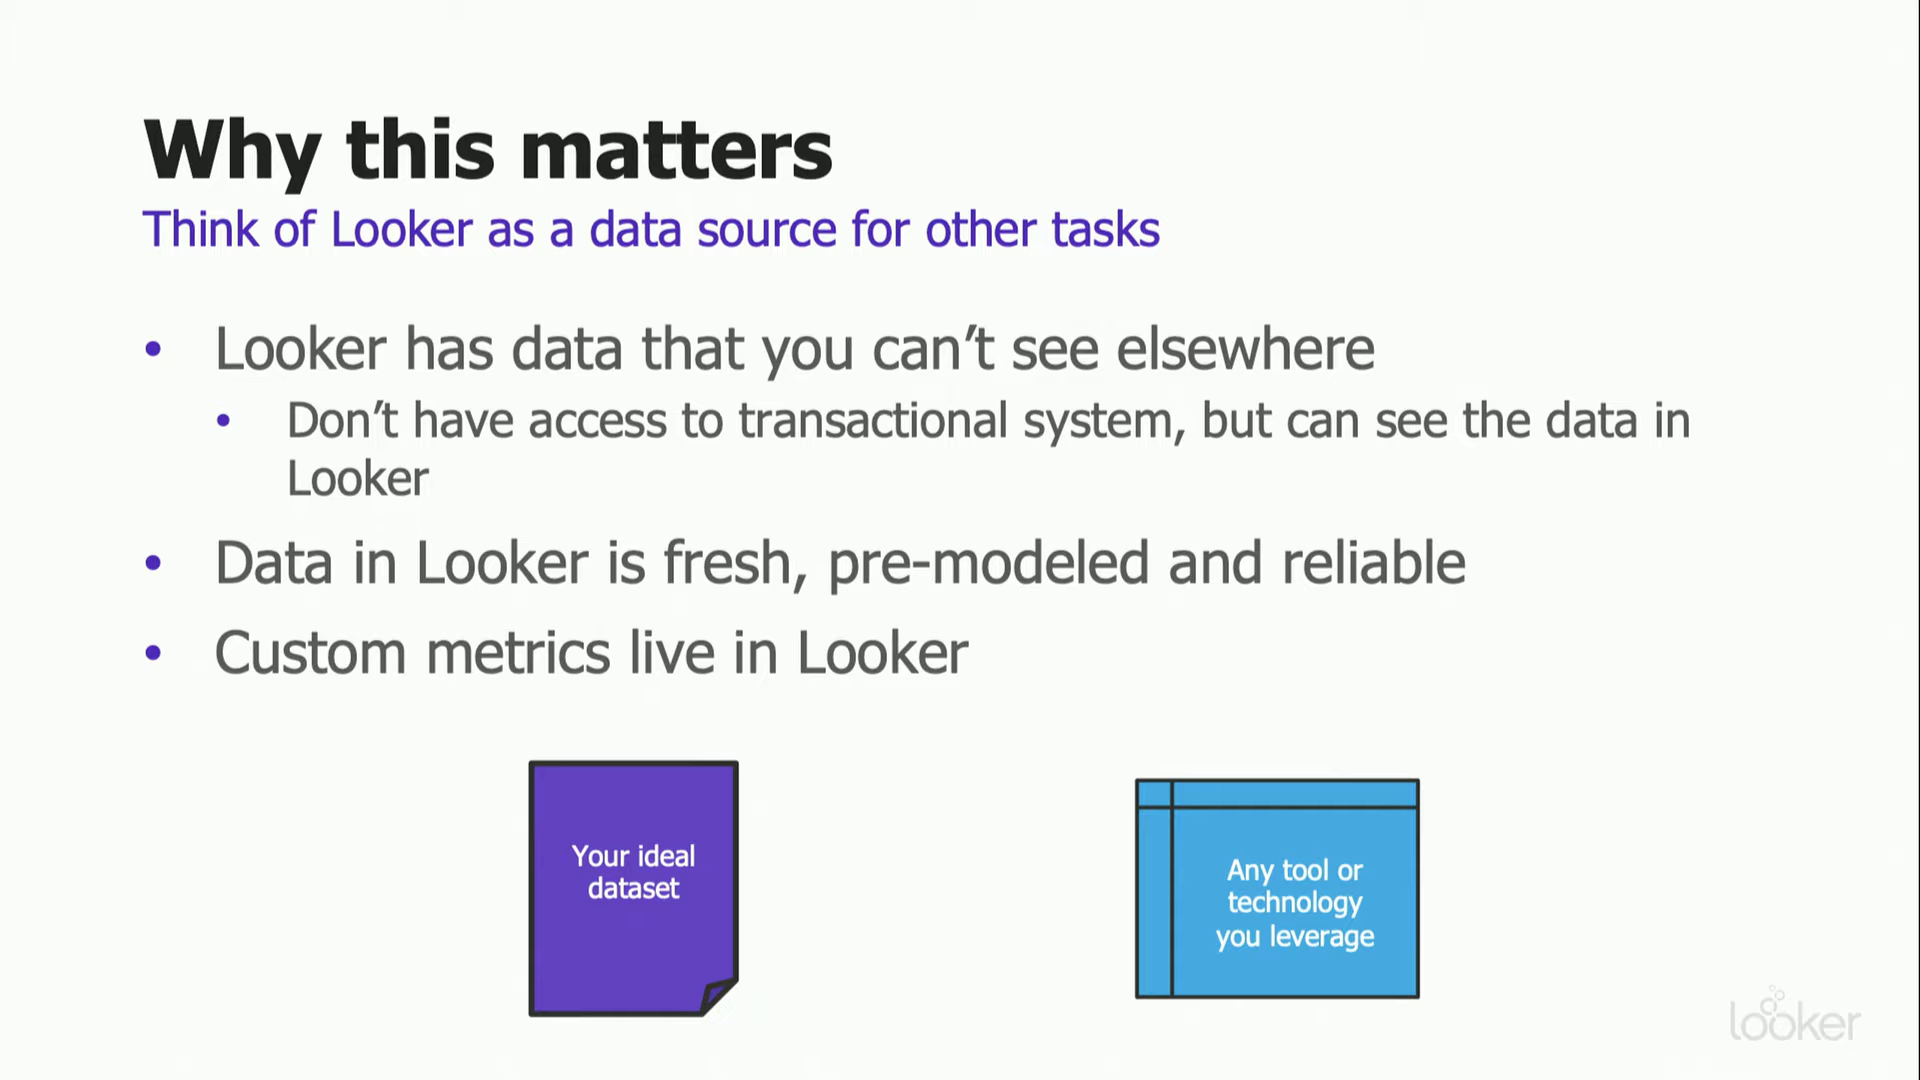 Why this matters
Think of Looker as a data source for other tasks
• Looker has data that you can’t see elsewhere
• Don’t have access to transactional system, but can see the data in
Looker
• Data in Looker is fresh, pre-modeled and reliable
• Custom metrics live in Looker
Your ideal
dataset
Any tool or
technology
you leverage
looker